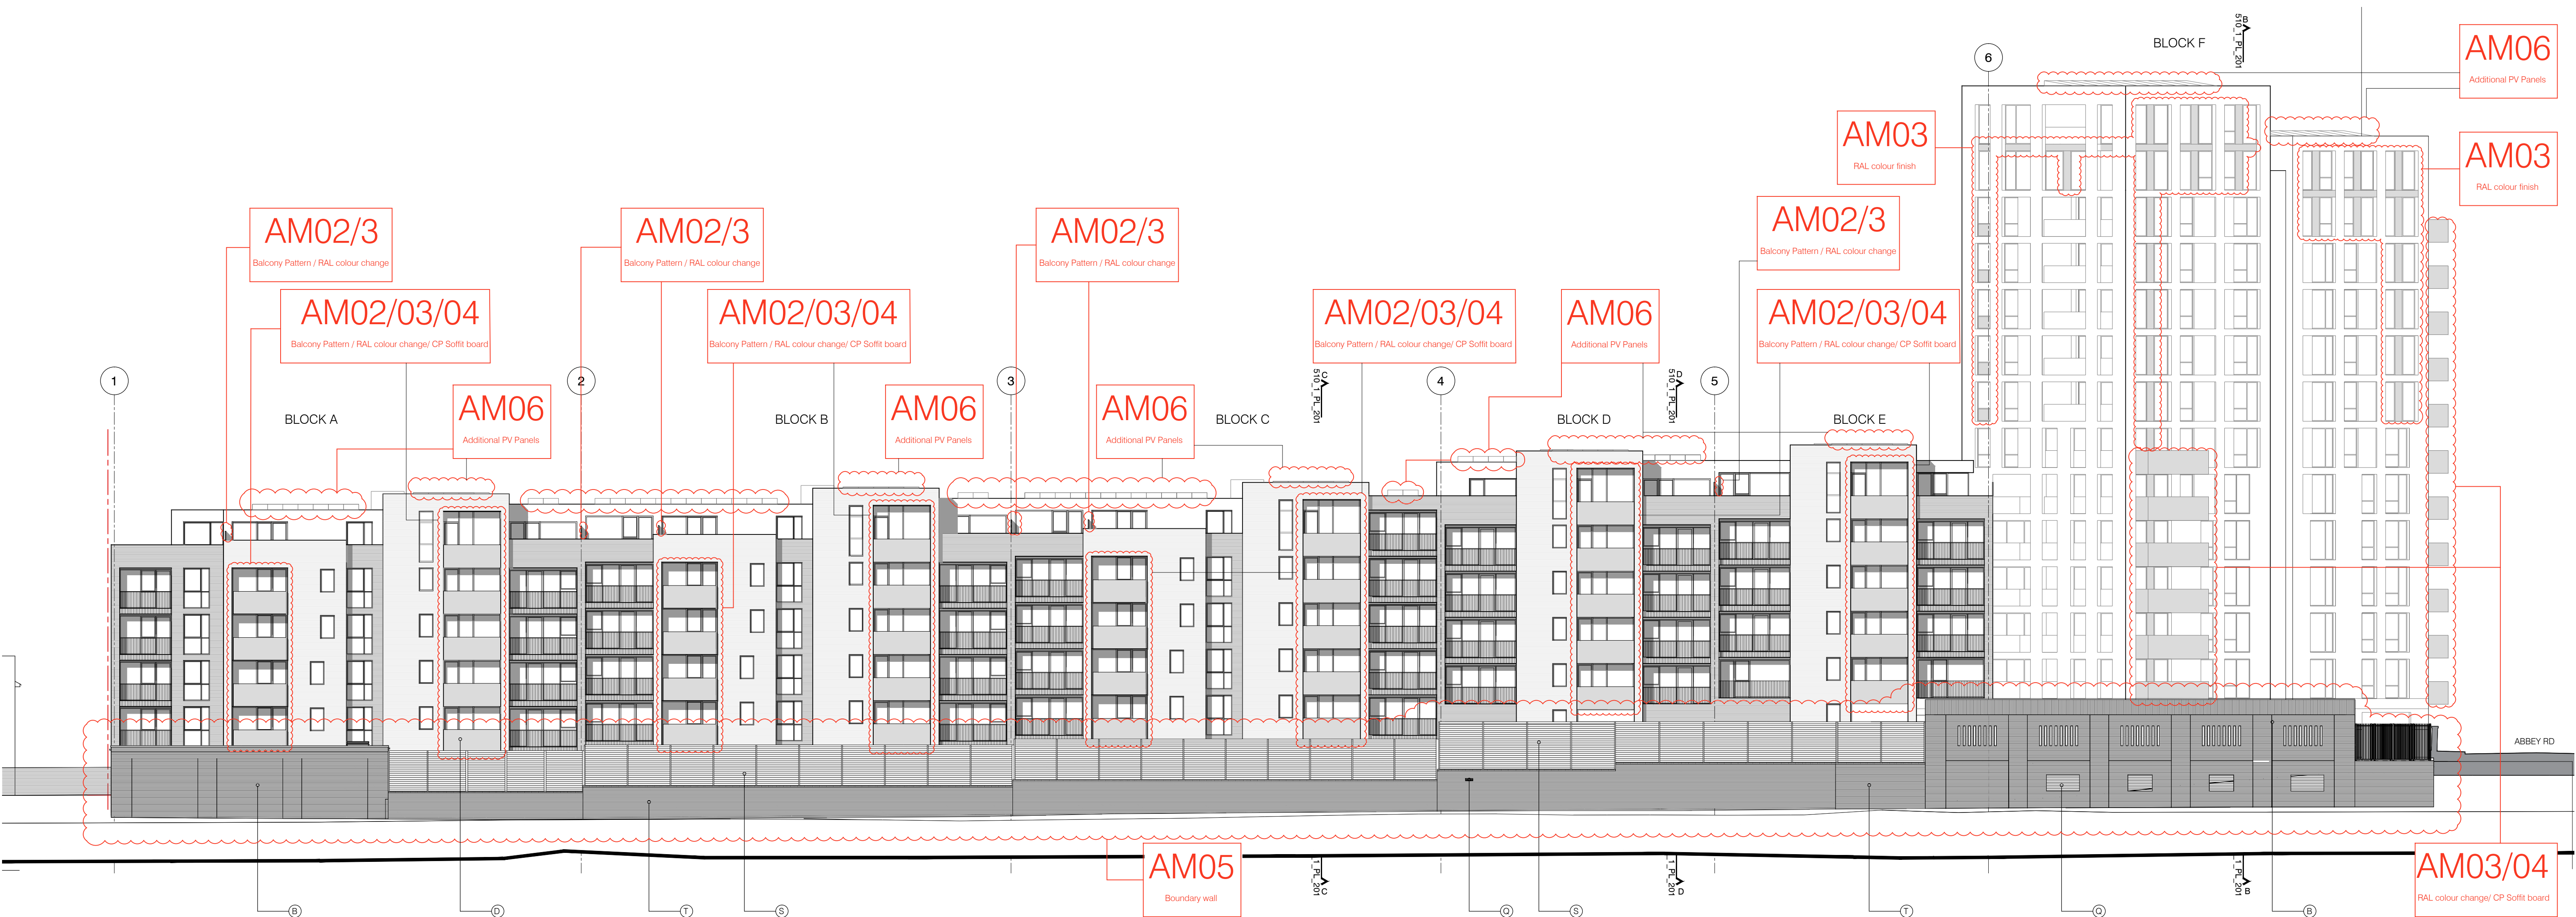 BLOCK F
B
510_1_PL_201
6
AM06
Additional PV Panels
AM03
RAL colour finish
AM03
RAL colour finish
AM02/3
Balcony Pattern / RAL colour change
AM02/3
Balcony Pattern / RAL colour change
AM02/3
Balcony Pattern / RAL colour change
AM02/3
Balcony Pattern / RAL colour change
AM02/03/04
Balcony Pattern / RAL colour change/ CP Soffit board
AM02/03/04
Balcony Pattern / RAL colour change/ CP Soffit board
AM02/03/04
Balcony Pattern / RAL colour change/ CP Soffit board
AM06
Additional PV Panels
AM02/03/04
Balcony Pattern / RAL colour change/ CP Soffit board
1
2
3
C
510_1_PL_201
4
D
510_1_PL_201
5
AM06
Additional PV Panels
AM06
Additional PV Panels
AM06
Additional PV Panels
BLOCK A
BLOCK B
BLOCK C
BLOCK D
BLOCK E
ABBEY RD
AM05
Boundary wall
1_PL_201
C
1_PL_201
D
1_PL_201
B
AM03/04
RAL colour change/ CP Soffit board
B
D
T
S
Q
S
T
Q
B